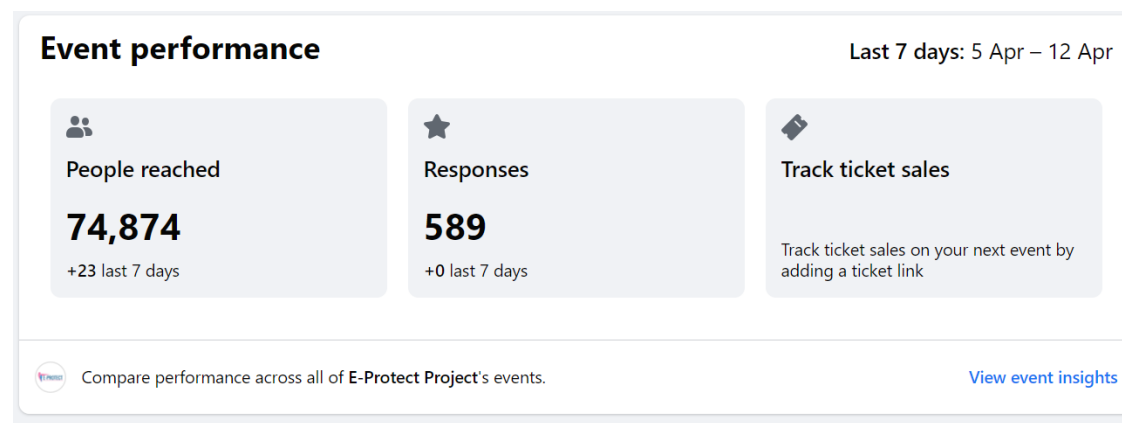 Event performance
Last 7 days: 5 Apr – 12 Apr
People reached
74,874
+23 last 7 days
Responses
589
+0 last 7 days
Track ticket sales
Track ticket sales on your next event by
adding a ticket link
Compare performance across all of E-Protect Project's events.
View event insights